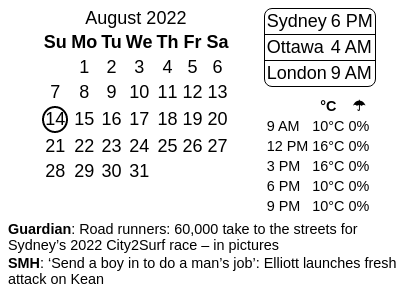 August 2022
Su Mo Tu We Th Fr Sa
1 2 3 4 5 6
7 8 9 10 11 12 13
14 15 16 17 18 19 20
21 22 23 24 25 26 27
28 29 30 31
Sydney 6 PM
Ottawa 4 AM
London 9 AM
°C ☂
9 AM 10°C 0%
12 PM 16°C 0%
3 PM 16°C 0%
6 PM 10°C 0%
9 PM 10°C 0%
Guardian: Road runners: 60,000 take to the streets for
Sydney’s 2022 City2Surf race – in pictures
SMH: ‘Send a boy in to do a man’s job’: Elliott launches fresh
attack on Kean